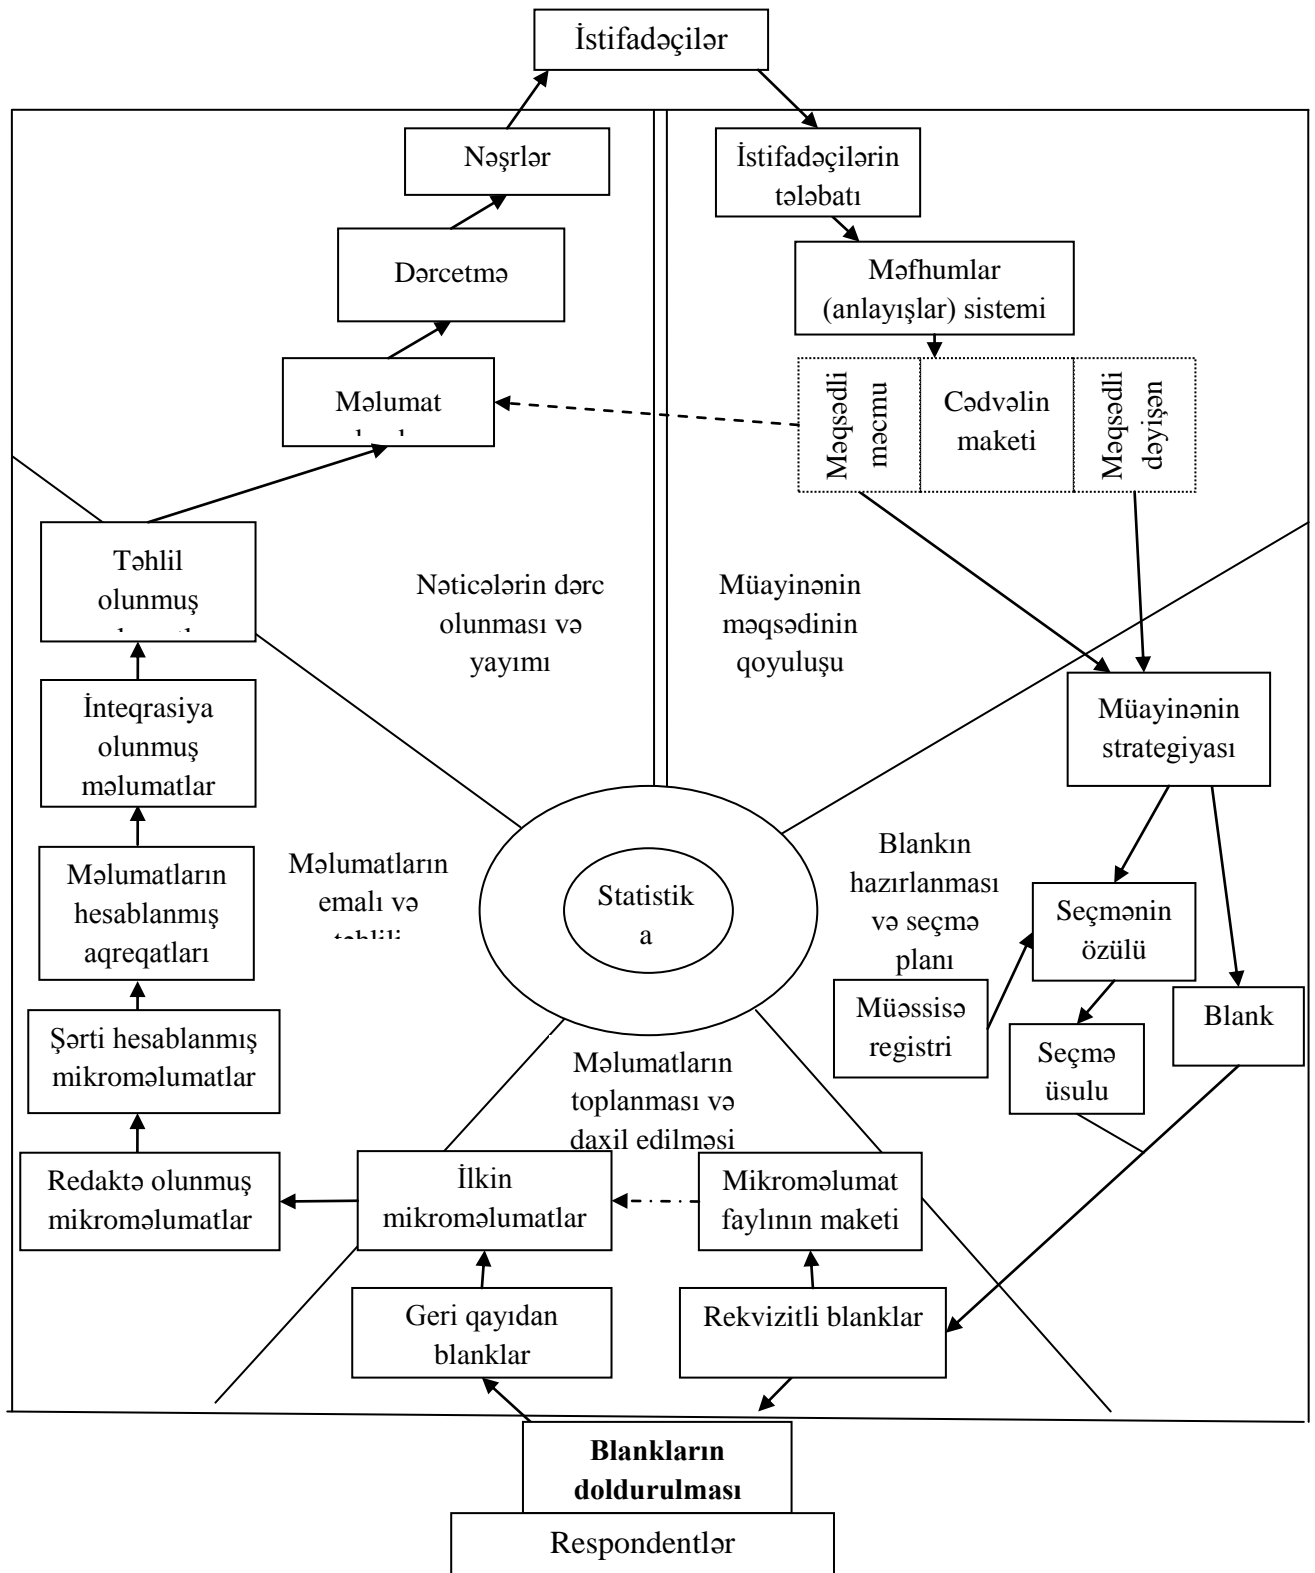 İstifadəçilər
Nəşrlər
İstifadəçilərin
tələbatı
Dərcetmə
Məfhumlar
(anlayışlar) sistemi
Məlumat
Məqsədli
məcmu
Cədvəlin
maketi
Məqsədli
dəyişən
Təhlil
olunmuş
Nəticələrin dərc
olunması və
yayımı
Müayinənin
məqsədinin
qoyuluşu
İnteqrasiya
olunmuş
məlumatlar
Müayinənin
strategiyası
Məlumatların
hesablanmış
aqreqatları
Məlumatların
emalı və
təhlili
Statistik
a
Blankın
hazırlanması
və seçmə
planı
Seçmənin
özülü
Müəssisə
registri
Blank
Şərti hesablanmış
mikroməlumatlar
Seçmə
üsulu
Məlumatların
toplanması və
daxil edilməsi
Redaktə olunmuş
mikroməlumatlar
İlkin
mikroməlumatlar
Mikroməlumat
faylının maketi
Geri qayıdan
blanklar
Rekvizitli blanklar
Blankların
doldurulması
Respondentlər